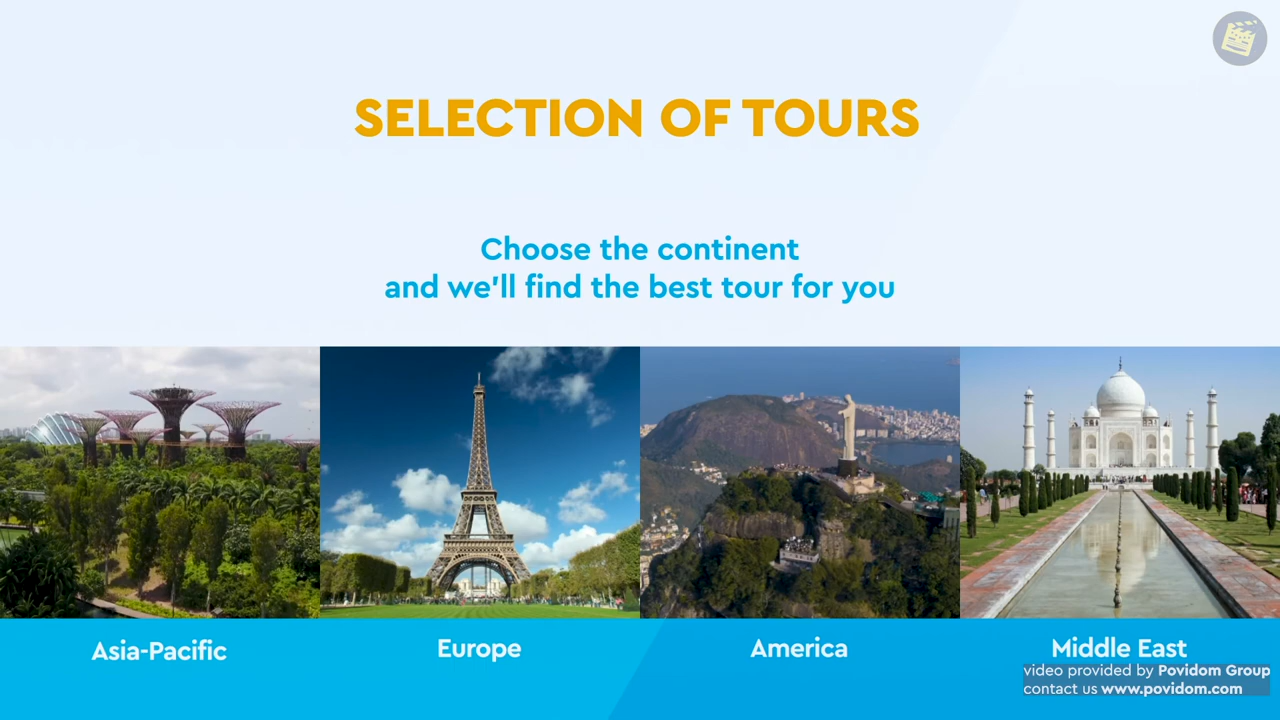 SELECTION OF TOURS
Choose the continent
and we'll find the best tour for you
Asia-Pacific
Europe
America
Middle East
video provided by Povidom Group
contact us www.povidom.com